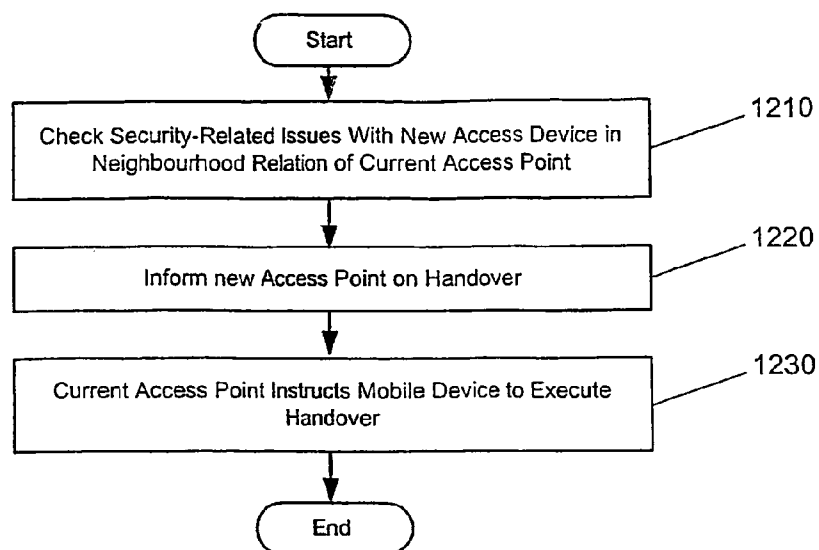 Start
Check Security-Related Issues With New Access Device in
Neighbourhood Relation of Current Access Point
1210
Inform new Access Point on Handover
1220
Current Access Point Instructs Mobile Device to Execute
Handover
1230
End